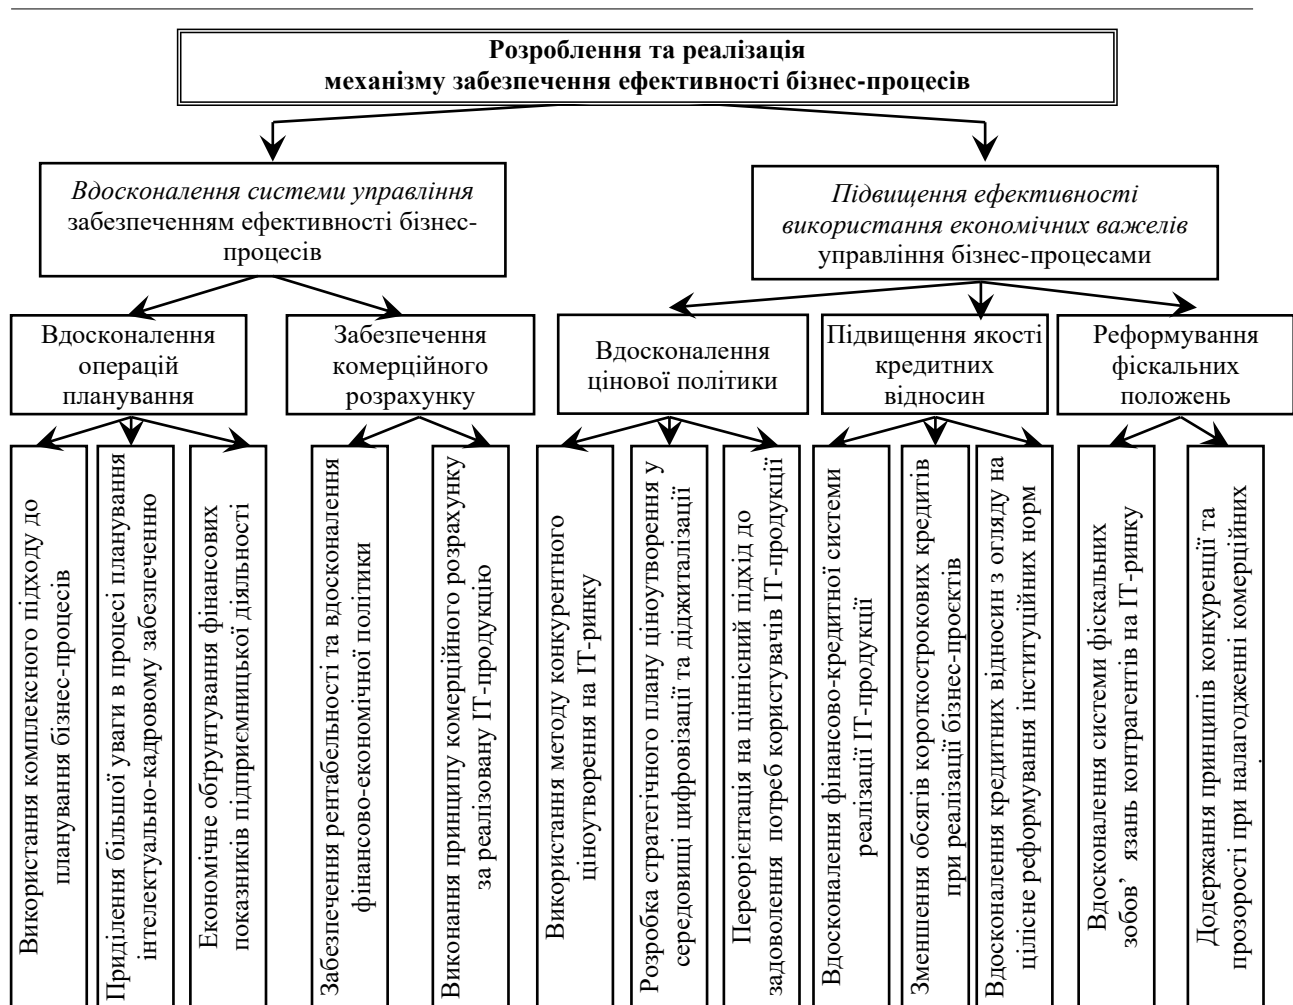 Розроблення та реалізація
механізму забезпечення ефективності бізнес-процесів
Вдосконалення системи управління
забезпеченням ефективності бізнес-
процесів
Підвищення ефективності
використання економічних важелів
управління бізнес-процесами
Вдосконалення
операцій
планування
Забезпечення
комерційного
розрахунку
Вдосконалення
цінової політики
Підвищення якості
кредитних
відносин
Реформування
фіскальних
положень
Використання комплексного підходу до
планування бізнес-процесів
Приділення більшої уваги в процесі планування
інтелектуально-кадровому забезпеченню
Економічне обґрунтування фінансових
показників підприємницької діяльності
Забезпечення рентабельності та вдосконалення
фінансово-економічної політики
Виконання принципу комерційного розрахунку
за реалізовану ІТ-продукцію
Використання методу конкурентного
ціноутворення на ІТ-ринку
Розробка стратегічного плану ціноутворення у
середовищі цифровізації та діджиталізації
Переорієнтація на ціннісний підхід до
задоволення потреб користувачів ІТ-продукції
Вдосконалення фінансово-кредитної системи
реалізації ІТ-продукції
Зменшення обсягів короткострокових кредитів
при реалізації бізнес-проєктів
Вдосконалення кредитних відносин з огляду на
цілісне реформування інституційних норм
Вдосконалення системи фіскальних
зобов’ язань контрагентів на ІТ-ринку
Додержання принципів конкуренції та
прозорості при налагодженні комерційних